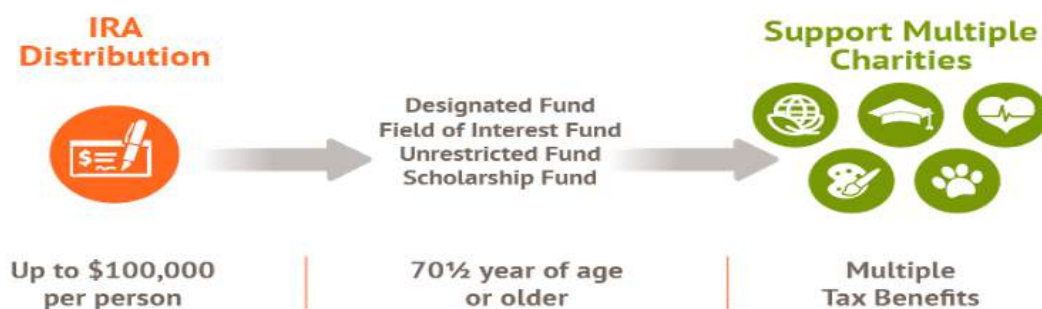 IRA
Distribution
$=
Designated Fund
Field of Interest Fund
Unrestricted Fund
Scholarship Fund
Support Multiple
Charities
Up to $100,000
per person
70½ year of age
or older
Multiple
Tax Benefits